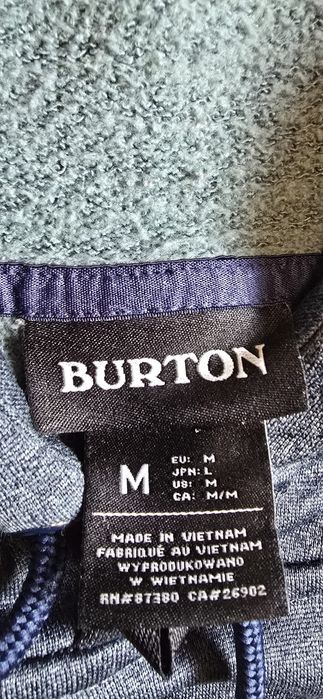 BURTON
M
EU: M
JPN: L
US: M
CA: M/M
MADE IN VIETNAM
FABRIQUÉ AU VIETNAM
WYPRODUKOWANO
W WIETNAMIE
RN#87380 CA#26902